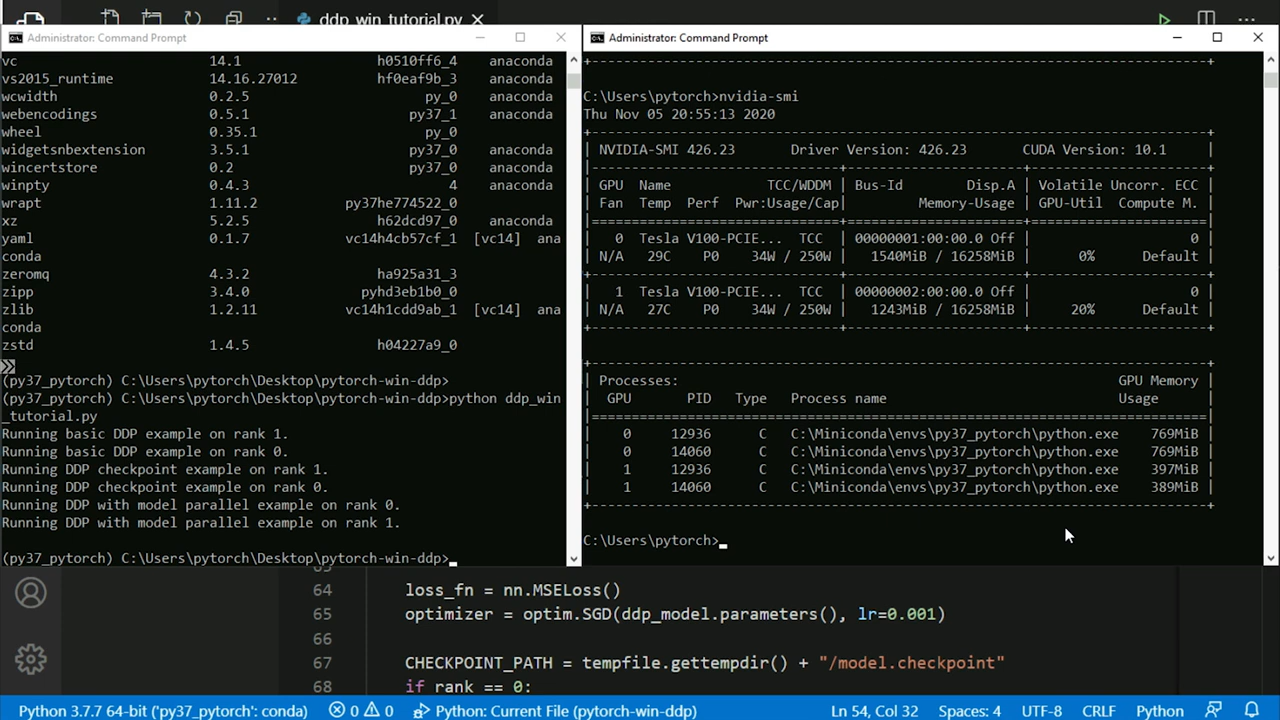 ddp_win_tutorial.py
Administrator: Command Prompt
vc 14.1 h0510ff6_4 anaconda
vs2015_runtime 14.16.27012 hf0eaf9b_3 anaconda
wcwidth 0.2.5 py_0 anaconda
webencodings 0.5.1 py37_1 anaconda
wheel 0.35.1 py_0 anaconda
widgetsnbextension 3.5.1 py37_0 anaconda
wincertstore 0.2 py37_0 anaconda
winpty 0.4.3 4 anaconda
wrapt 1.11.2 py37he774522_0
xz 5.2.5 h62dcd97_0 anaconda
yaml 0.1.7 vc14h4cb57cf_1 [vc14] ana
conda
zeromq 4.3.2 ha925a31_3
zipp 3.4.0 pyhd3eb1b0_0
zlib 1.2.11 vc14h1cdd9ab_1 [vc14] ana
conda
zstd 1.4.5 h04227a9_0
(py37_pytorch) C:\Users\pytorch\Desktop\pytorch-win-ddp>
(py37_pytorch) C:\Users\pytorch\Desktop\pytorch-win-ddp>python ddp_win
_tutorial.py
Running basic DDP example on rank 1.
Running basic DDP example on rank 0.
Running DDP checkpoint example on rank 1.
Running DDP checkpoint example on rank 0.
Running DDP with model parallel example on rank 0.
Running DDP with model parallel example on rank 1.
(py37_pytorch) C:\Users\pytorch\Desktop\pytorch-win-ddp>
Administrator: Command Prompt
C:\Users\pytorch>nvidia-smi
Thu Nov 05 20:55:13 2020
NVIDIA-SMI 426.23 Driver Version: 426.23 CUDA Version: 10.1
GPU Name TCC/WDDM | Bus-Id Disp.A | Volatile Uncorr. ECC
Fan Temp Perf Pwr:Usage/Cap| Memory-Usage | GPU-Util Compute M.
0 Tesla V100-PCIE... TCC | 00000001:00:00.0 Off | 0
N/A 29C P0 34W / 250W | 1540MiB / 16258MiB | 0% Default
1 Tesla V100-PCIE... TCC | 00000002:00:00.0 Off | 0
N/A 27C P0 34W / 250W | 1243MiB / 16258MiB | 20% Default
Processes: GPU Memory
GPU PID Type Process name Usage
0 12936 C C:\Miniconda\envs\py37_pytorch\python.exe 769MiB
0 14060 C C:\Miniconda\envs\py37_pytorch\python.exe 769MiB
1 12936 C C:\Miniconda\envs\py37_pytorch\python.exe 397MiB
1 14060 C C:\Miniconda\envs\py37_pytorch\python.exe 389MiB
C:\Users\pytorch>
64 loss_fn = nn.MSELoss()
65 optimizer = optim.SGD(ddp_model.parameters(), lr=0.001)
66
67 CHECKPOINT_PATH = tempfile.gettempdir() + "/model.checkpoint"
68 if rank == 0:
Python 3.7.7 64-bit ('py37_pytorch': conda) 0 0 Python: Current File (pytorch-win-ddp) Ln 54, Col 32 Spaces: 4 UTF-8 CRLF Python